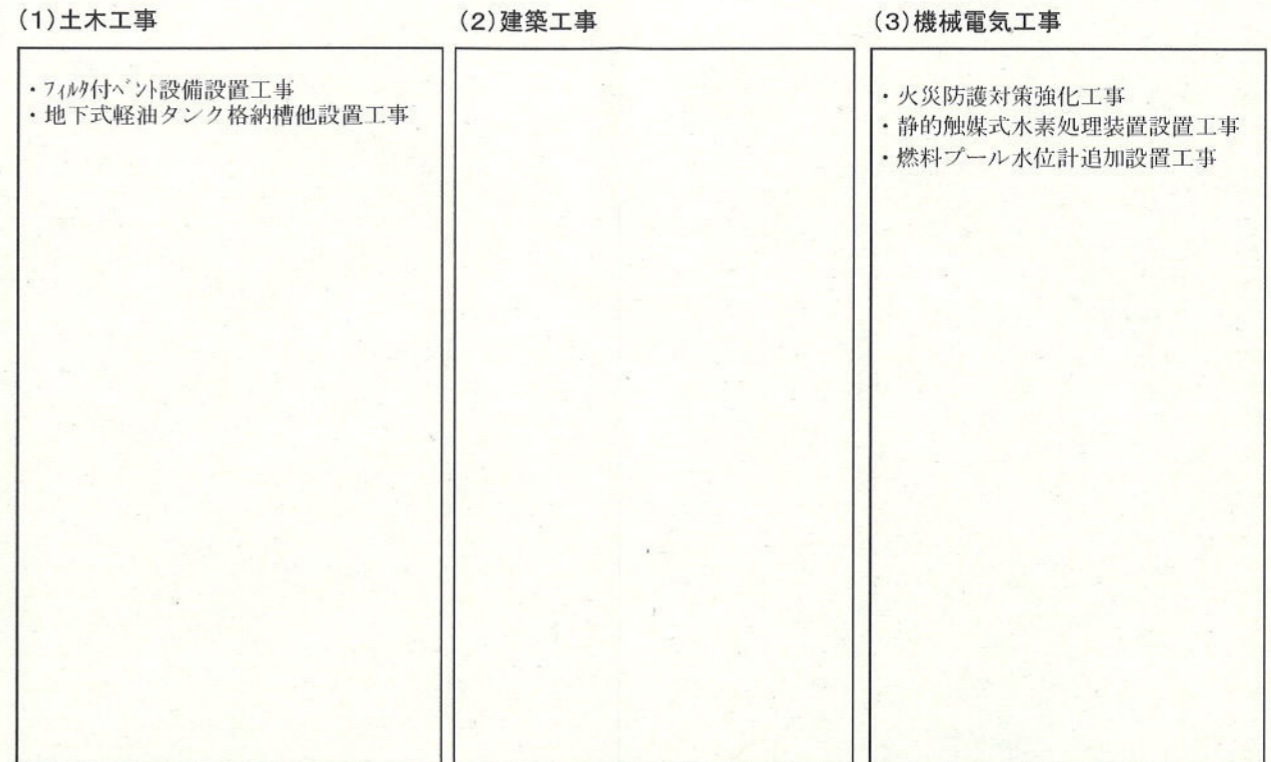 (1)土木工事
・ﾌｨﾙﾀ付ﾍﾞﾝﾄ設備設置工事
・地下式軽油タンク格納槽他設置工事
(2)建築工事
(3)機械電気工事
・火災防護対策強化工事
・静的触媒式水素処理装置設置工事
・燃料プール水位計追加設置工事